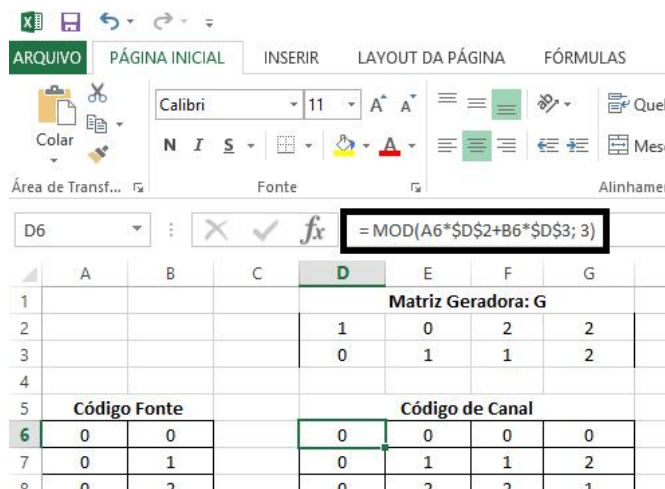 ARQUIVO PÁGINA INICIAL INSERIR LAYOUT DA PÁGINA FÓRMULAS
Colar
Calibri 11 A A
N I S A
Área de Transf... Fonte
D6 fx = MOD(A6*$D$2+B6*$D$3; 3)
A B C D E F G
1 Matriz Geradora: G
2 1 0 2 2
3 0 1 1 2
4
5 Código Fonte Código de Canal
6 0 0 0 0 0 0
7 0 1 0 1 1 2